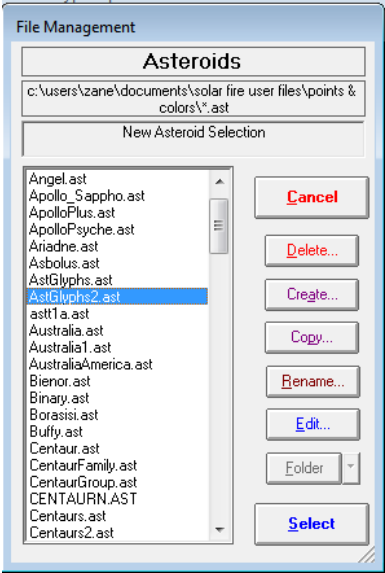 File Management
Asteroids
c:\users\zane\documents\solar fire user files\points &
colors\*.ast
New Asteroid Selection
Angel.ast
Apollo_Sappho.ast
ApolloPlus.ast
ApolloPsyche.ast
Ariadne.ast
Asbolus.ast
AstGlyphs.ast
AstGlyphs2.ast
astt1a.ast
Australia.ast
Australia1.ast
AustraliaAmerica.ast
Bienor.ast
Binary.ast
Borasisi.ast
Buffy.ast
Centaur.ast
CentaurFamily.ast
CentaurGroup.ast
CENTAURN.AST
Centaurs.ast
Centaurs2.ast
Cancel
Delete...
Create...
Copy...
Rename...
Edit...
Folder
Select